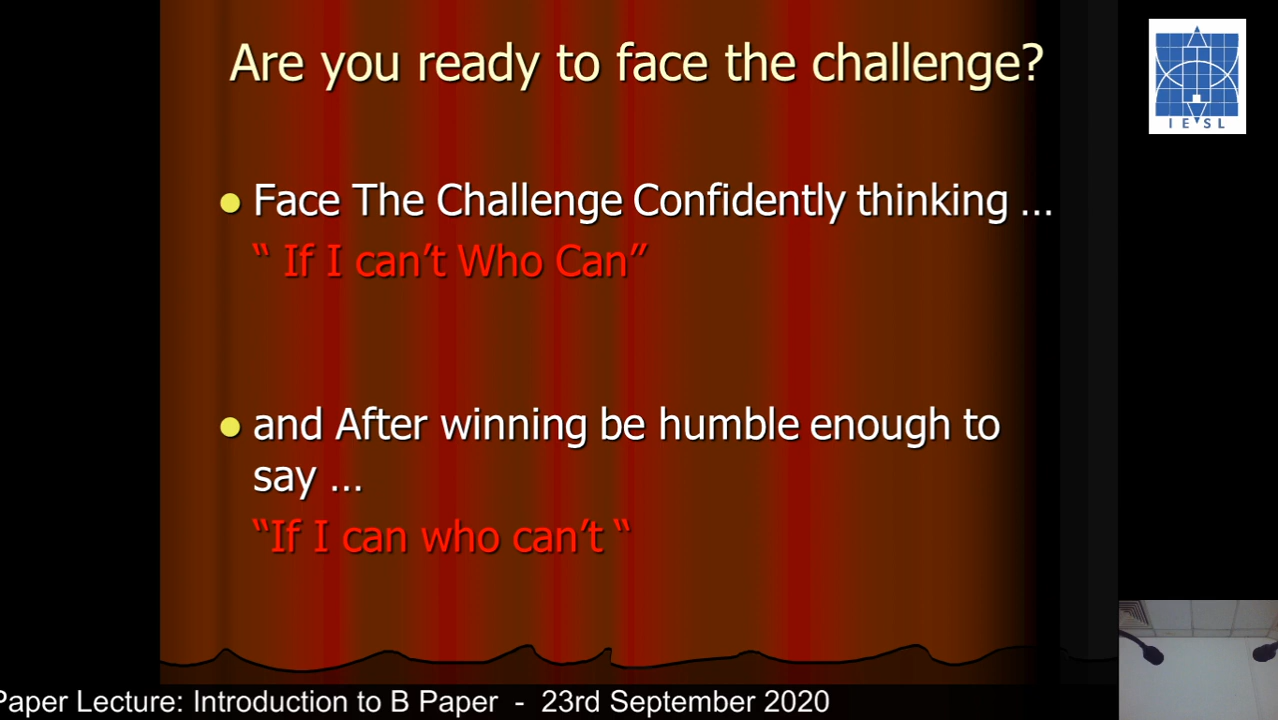 Are you ready to face the challenge?
IESL
Face The Challenge Confidently thinking …
“ If I can’t Who Can”
and After winning be humble enough to
say …
“If I can who can’t “
Paper Lecture: Introduction to B Paper - 23rd September 2020